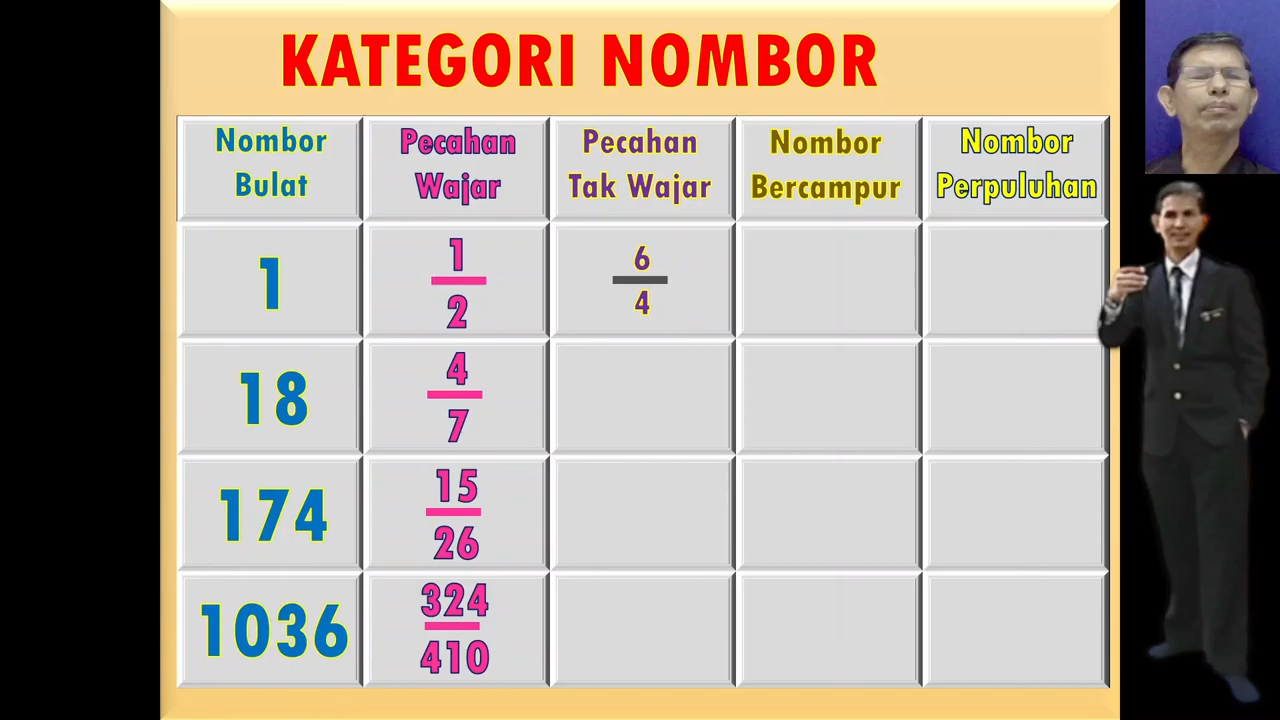 KATEGORI NOMBOR
Nombor Bulat
Pecahan Wajar
Pecahan Tak Wajar
Nombor Bercampur
Nombor Perpuluhan
1
1
2
6
4
18
4
7
174
15
26
1036
324
410